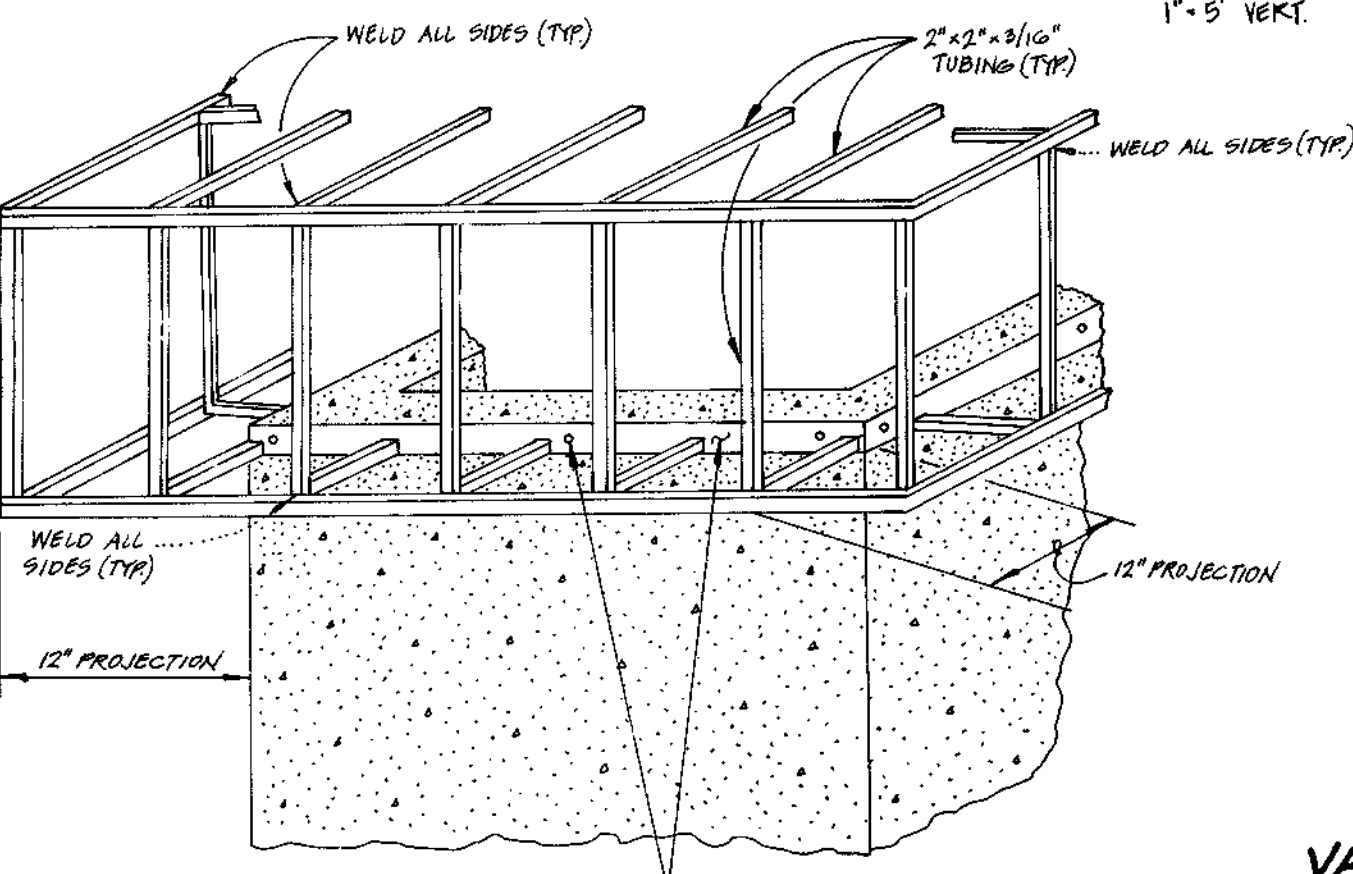 1"=5' VERT.
WELD ALL SIDES (TYP.)
2"x2"x3/16"
TUBING (TYP.)
WELD ALL SIDES (TYP.)
WELD ALL
SIDES (TYP.)
12" PROJECTION
12" PROJECTION